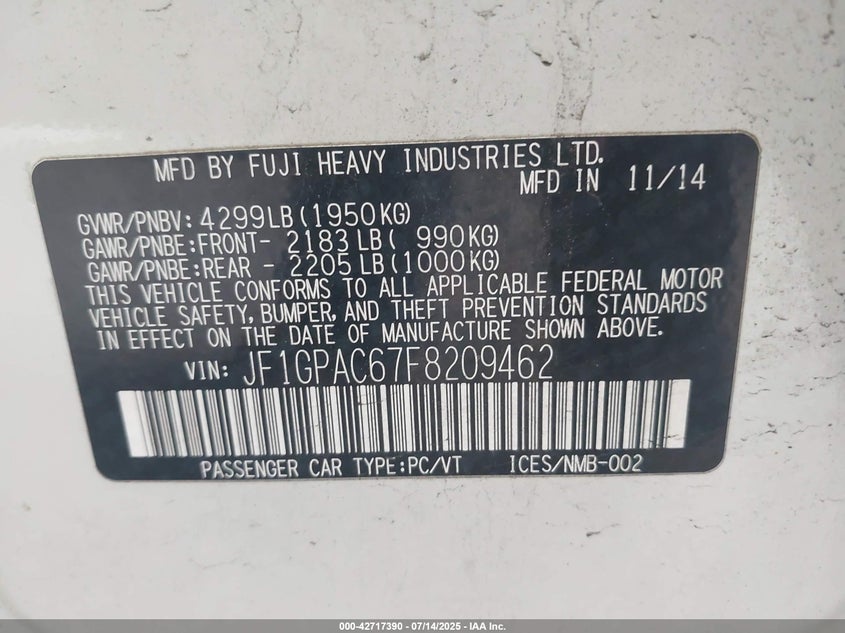 MFD BY FUJI HEAVY INDUSTRIES LTD.
MFD IN 11/14
GVWR/PNBV: 4299LB(1950KG)
GAWR/PNBE:FRONT- 2183LB( 990KG)
GAWR/PNBE:REAR - 2205LB(1000KG)
THIS VEHICLE CONFORMS TO ALL APPLICABLE FEDERAL MOTOR
VEHICLE SAFETY, BUMPER, AND THEFT PREVENTION STANDARDS
IN EFFECT ON THE DATE OF MANUFACTURE SHOWN ABOVE.
VIN: JF1GPAC67F8209462
PASSENGER CAR TYPE:PC/VT ICES/NMB-002
000-42717390 - 07/14/2025 - IAA Inc.